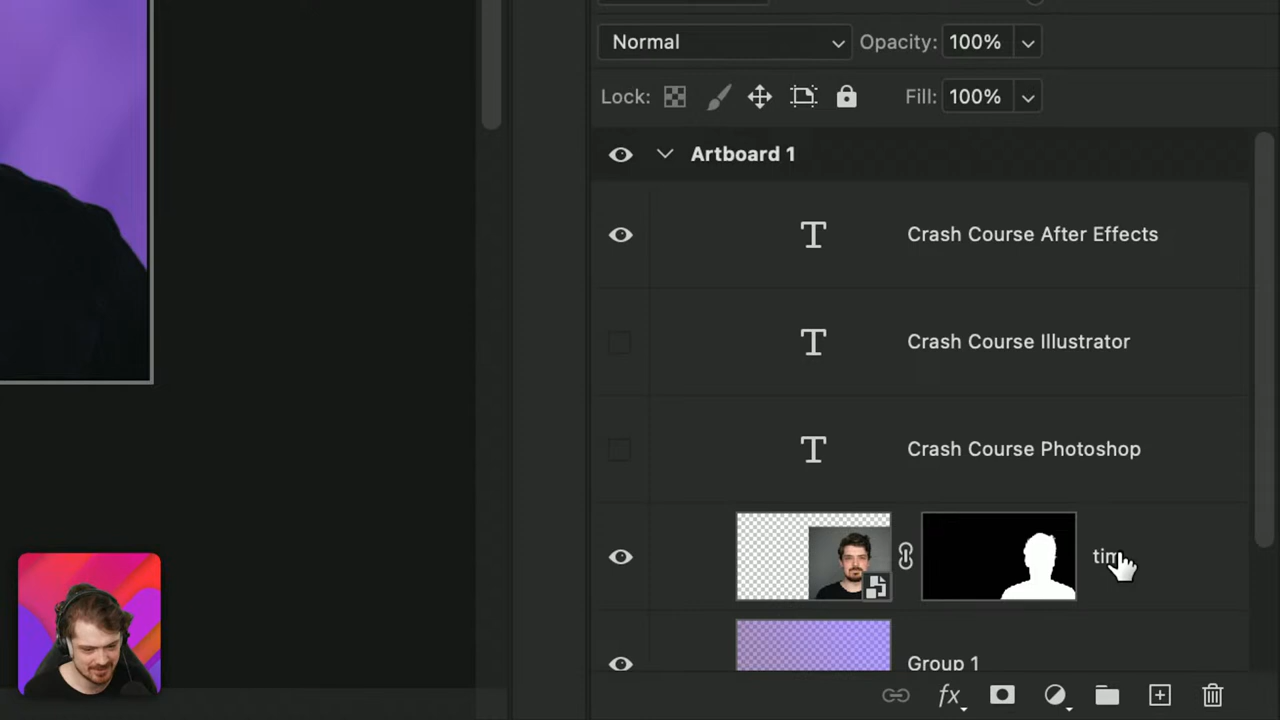 Normal Opacity: 100%
Lock: Fill: 100%
Artboard 1
T Crash Course After Effects
T Crash Course Illustrator
T Crash Course Photoshop
Group 1
fx